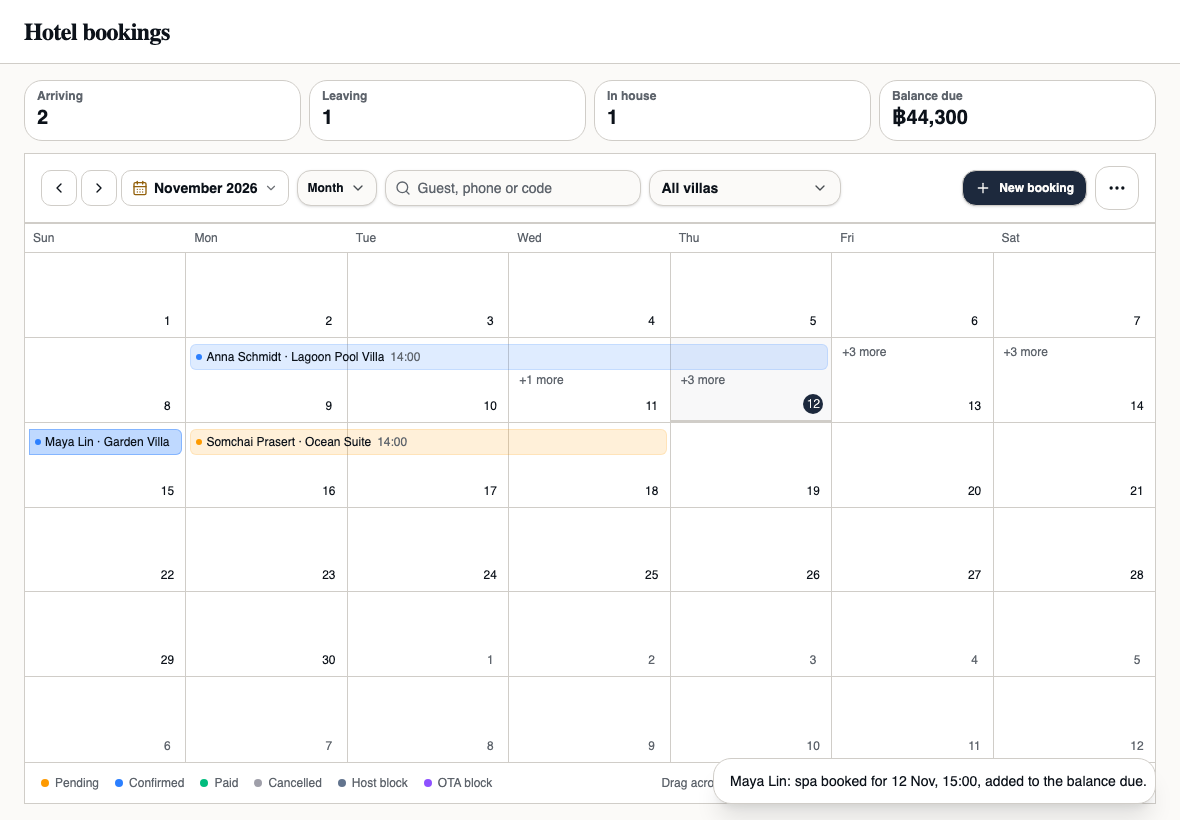 Hotel bookings
Arriving
2
Leaving
1
In house
1
Balance due
฿44,300
November 2026
Month
Guest, phone or code
All villas
+ New booking
Sun Mon Tue Wed Thu Fri Sat
1 2 3 4 5 6 7
Anna Schmidt · Lagoon Pool Villa 14:00
+3 more
+3 more
+1 more
+3 more
8 9 10 11 12 13 14
Maya Lin · Garden Villa
Somchai Prasert · Ocean Suite 14:00
15 16 17 18 19 20 21
22 23 24 25 26 27 28
29 30 1 2 3 4 5
6 7 8 9 10 11 12
Pending Confirmed Paid Cancelled Host block OTA block
Drag
Maya Lin: spa booked for 12 Nov, 15:00, added to the balance due.